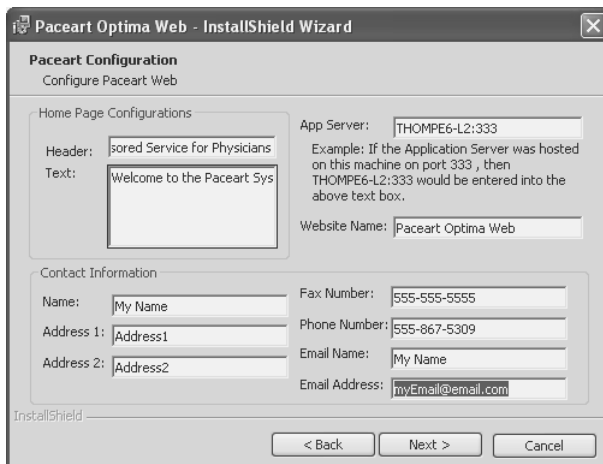 Paceart Optima Web - InstallShield Wizard
Paceart Configuration
Configure Paceart Web
Home Page Configurations
Header: sored Service for Physicians
Text: Welcome to the Paceart Sys
App Server: THOMPE6-L2:333
Example: If the Application Server was hosted
on this machine on port 333 , then
THOMPE6-L2:333 would be entered into the
above text box.
Website Name: Paceart Optima Web
Contact Information
Name: My Name
Address 1: Address1
Address 2: Address2
Fax Number: 555-555-5555
Phone Number: 555-867-5309
Email Name: My Name
Email Address: myEmail@email.com
InstallShield
< Back
Next >
Cancel